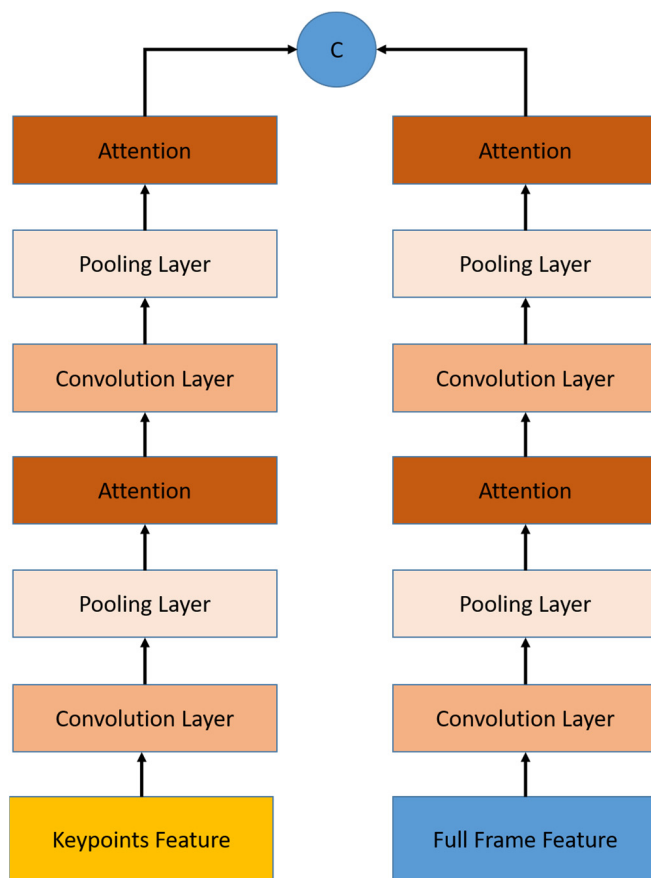 C
Attention
Attention
Pooling Layer
Pooling Layer
Convolution Layer
Convolution Layer
Attention
Attention
Pooling Layer
Pooling Layer
Convolution Layer
Convolution Layer
Keypoints Feature
Full Frame Feature